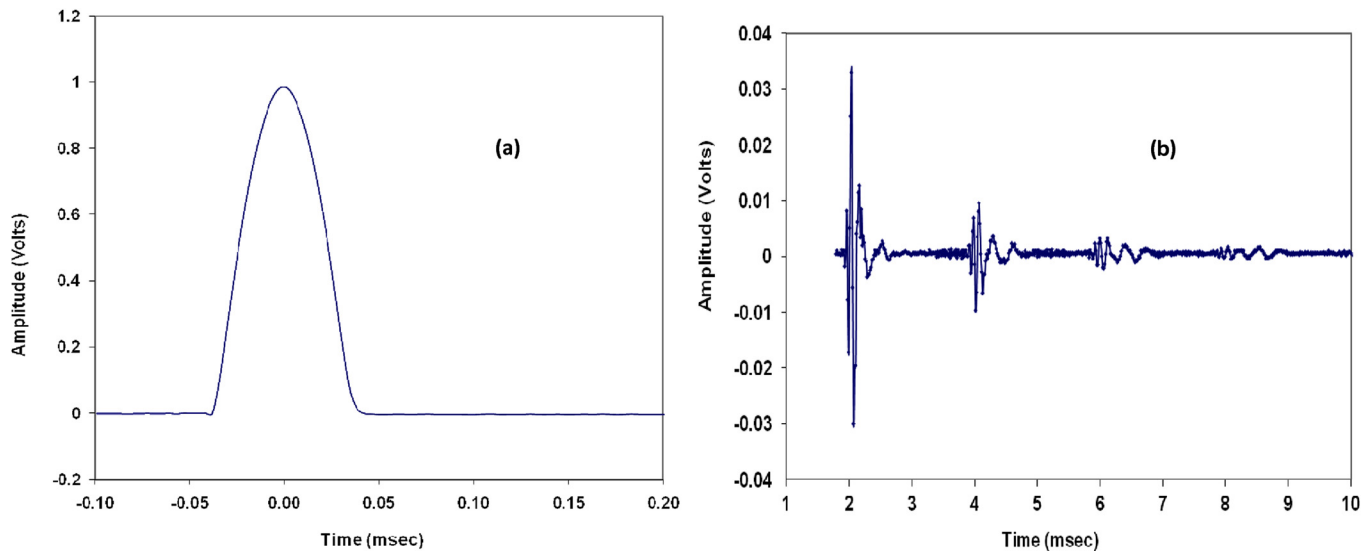 1.2
1
0.8
0.6
0.4
0.2
0
-0.2
Amplitude (Volts)
-0.10 -0.05 0.00 0.05 0.10 0.15 0.20
Time (msec)
(a)
0.04
0.03
0.02
0.01
0
-0.01
-0.02
-0.03
-0.04
Amplitude (Volts)
1 2 3 4 5 6 7 8 9 10
Time (msec)
(b)